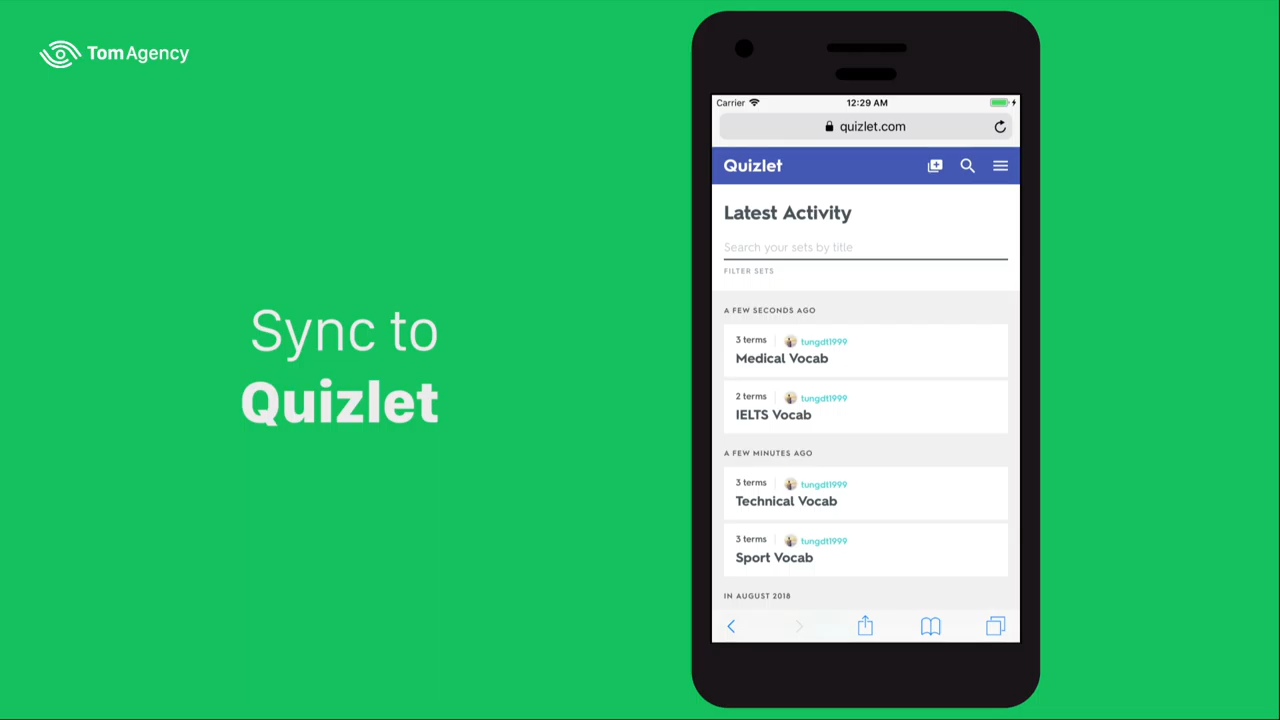 Tom Agency
Sync to
Quizlet
Carrier 12:29 AM
quizlet.com
Quizlet
Latest Activity
Search your sets by title
FILTER SETS
A FEW SECONDS AGO
3 terms tungdt1999
Medical Vocab
2 terms tungdt1999
IELTS Vocab
A FEW MINUTES AGO
3 terms tungdt1999
Technical Vocab
3 terms tungdt1999
Sport Vocab
IN AUGUST 2018